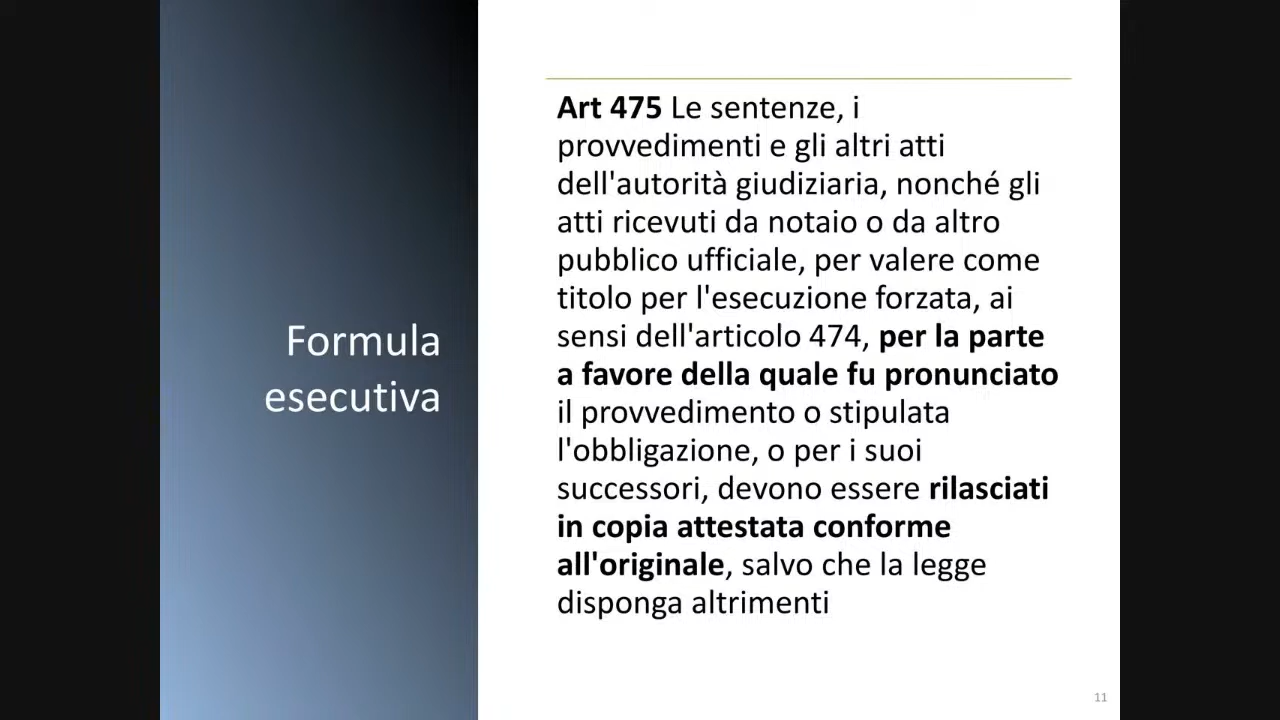 Formula
esecutiva
Art 475 Le sentenze, i
provvedimenti e gli altri atti
dell'autorità giudiziaria, nonché gli
atti ricevuti da notaio o da altro
pubblico ufficiale, per valere come
titolo per l'esecuzione forzata, ai
sensi dell'articolo 474, per la parte
a favore della quale fu pronunciato
il provvedimento o stipulata
l'obbligazione, o per i suoi
successori, devono essere rilasciati
in copia attestata conforme
all'originale, salvo che la legge
disponga altrimenti
11